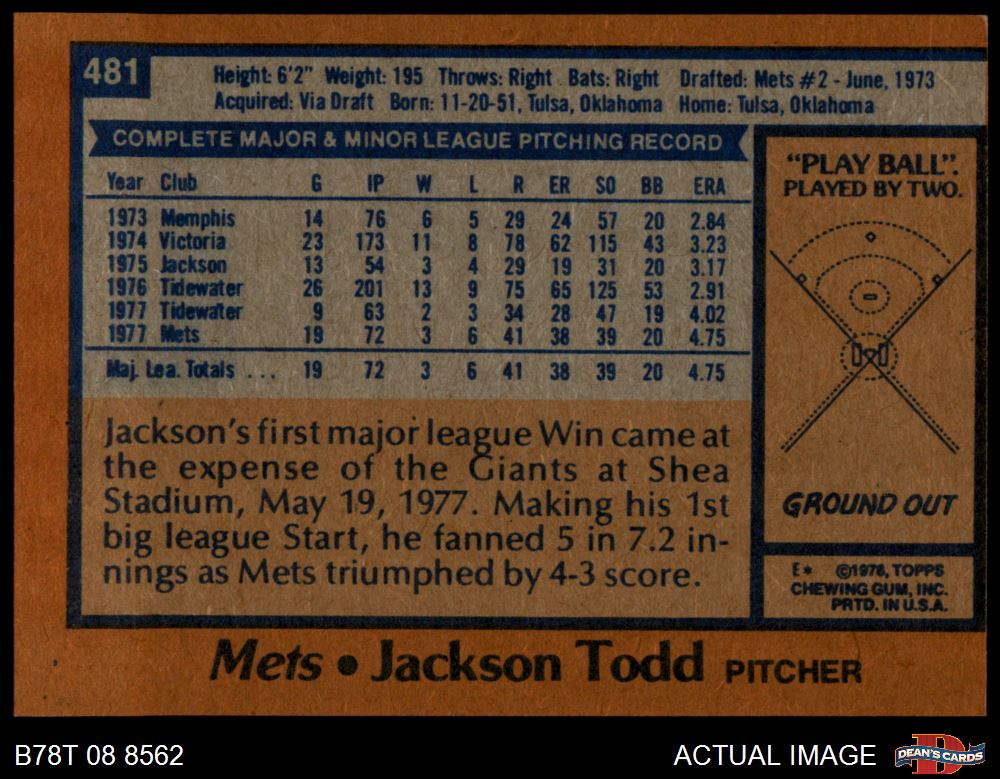 481
Height: 6'2" Weight: 195 Throws: Right Bats: Right Drafted: Mets #2 - June, 1973
Acquired: Via Draft Born: 11-20-51, Tulsa, Oklahoma Home: Tulsa, Oklahoma
COMPLETE MAJOR & MINOR LEAGUE PITCHING RECORD
Year Club G IP W L R ER SO BB ERA
1973 Memphis 14 76 6 5 29 24 57 20 2.84
1974 Victoria 23 173 11 8 78 62 115 43 3.23
1975 Jackson 13 54 3 4 29 19 31 20 3.17
1976 Tidewater 26 201 13 9 75 65 125 53 2.91
1977 Tidewater 9 63 2 3 34 28 47 19 4.02
1977 Mets 19 72 3 6 41 38 39 20 4.75
Maj. Lea. Totals ... 19 72 3 6 41 38 39 20 4.75
Jackson's first major league Win came at
the expense of the Giants at Shea
Stadium, May 19, 1977. Making his 1st
big league Start, he fanned 5 in 7.2 in-
nings as Mets triumphed by 4-3 score.
"PLAY BALL".
PLAYED BY TWO.
GROUND OUT
E* ©1978, TOPPS
CHEWING GUM, INC.
PRTD. IN U.S.A.
Mets • Jackson Todd PITCHER
B78T 08 8562
ACTUAL IMAGE
DEAN'S CARDS